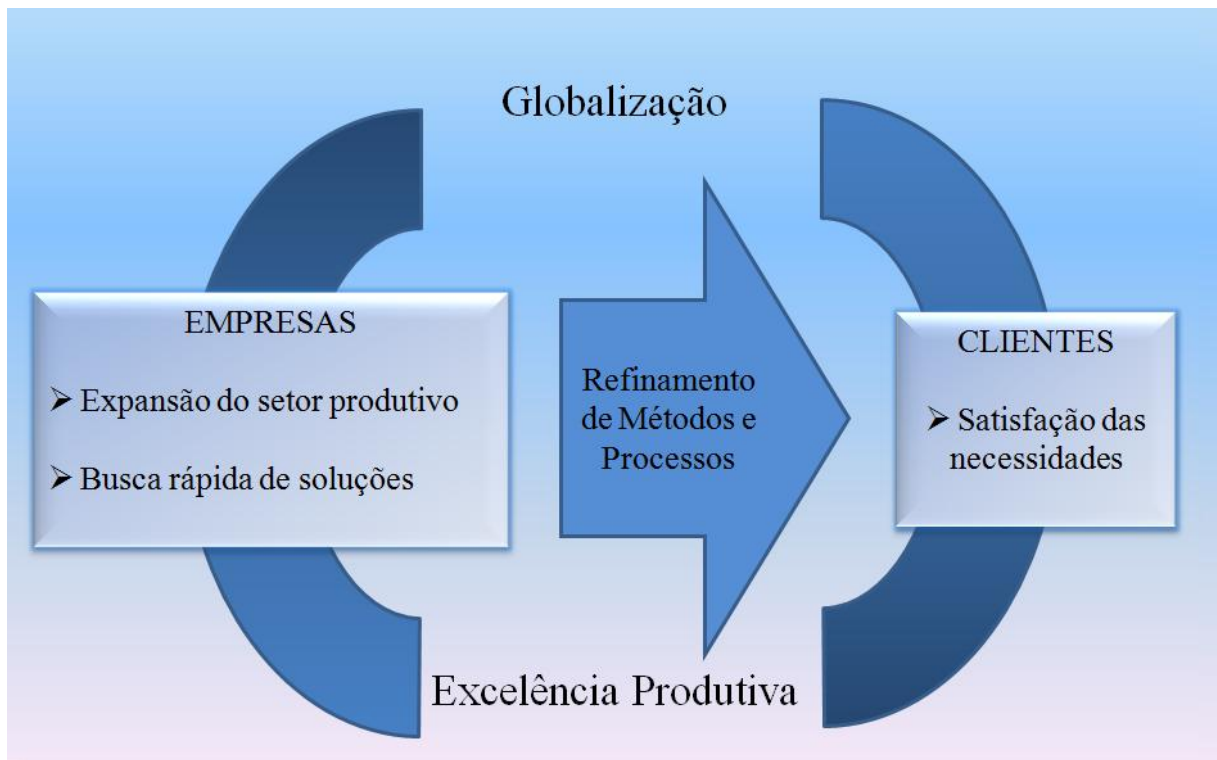 Globalização
EMPRESAS
➢ Expansão do setor produtivo
➢ Busca rápida de soluções
Refinamento
de Métodos e
Processos
CLIENTES
➢ Satisfação das
necessidades
Excelência Produtiva